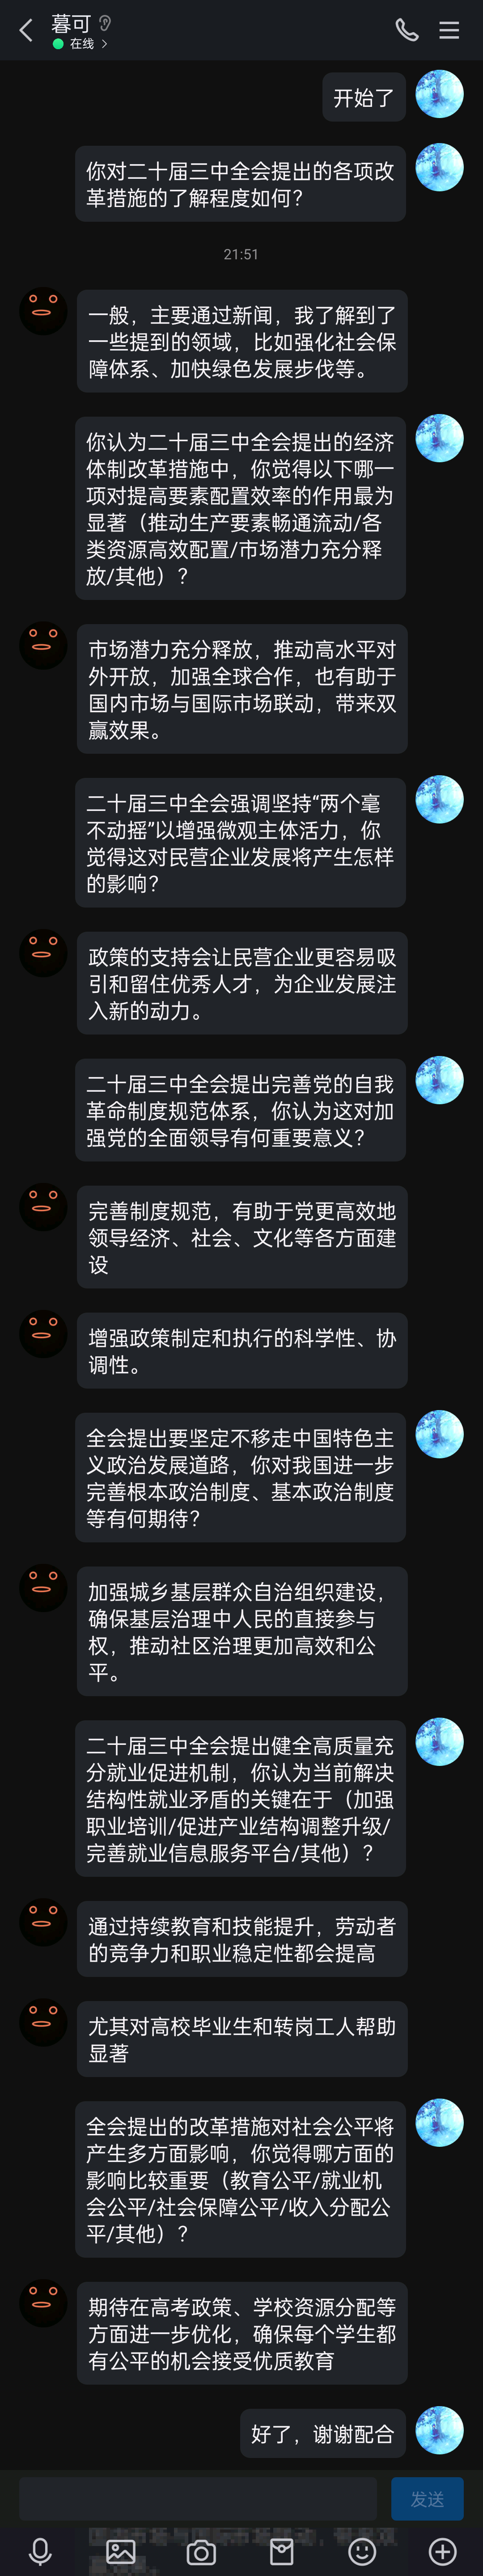 暮可
在线
开始了
你对二十届三中全会提出的各项改
革措施的了解程度如何?
21:51
一般，主要通过新闻，我了解到了
一些提到的领域，比如强化社会保
障体系、加快绿色发展步伐等。
你认为二十届三中全会提出的经济
体制改革措施中，你觉得以下哪一
项对提高要素配置效率的作用最为
显著（推动生产要素畅通流动/各
类资源高效配置/市场潜力充分释
放/其他）?
市场潜力充分释放，推动高水平对
外开放，加强全球合作，也有助于
国内市场与国际市场联动，带来双
赢效果。
二十届三中全会强调坚持“两个毫
不动摇”以增强微观主体活力，你
觉得这对民营企业发展将产生怎样
的影响?
政策的支持会让民营企业更容易吸
引和留住优秀人才，为企业发展注
入新的动力。
二十届三中全会提出完善党的自我
革命制度规范体系，你认为这对加
强党的全面领导有何重要意义?
完善制度规范，有助于党更高效地
领导经济、社会、文化等各方面建
设
增强政策制定和执行的科学性、协
调性。
全会提出要坚定不移走中国特色主
义政治发展道路，你对我国进一步
完善根本政治制度、基本政治制度
等有何期待?
加强城乡基层群众自治组织建设，
确保基层治理中人民的直接参与
权，推动社区治理更加高效和公
平。
二十届三中全会提出健全高质量充
分就业促进机制，你认为当前解决
结构性就业矛盾的关键在于（加强
职业培训/促进产业结构调整升级/
完善就业信息服务平台/其他）?
通过持续教育和技能提升，劳动者
的竞争力和职业稳定性都会提高
尤其对高校毕业生和转岗工人帮助
显著
全会提出的改革措施对社会公平将
产生多方面影响，你觉得哪方面的
影响比较重要（教育公平/就业机
会公平/社会保障公平/收入分配公
平/其他）?
期待在高考政策、学校资源分配等
方面进一步优化，确保每个学生都
有公平的机会接受优质教育
好了，谢谢配合
发送